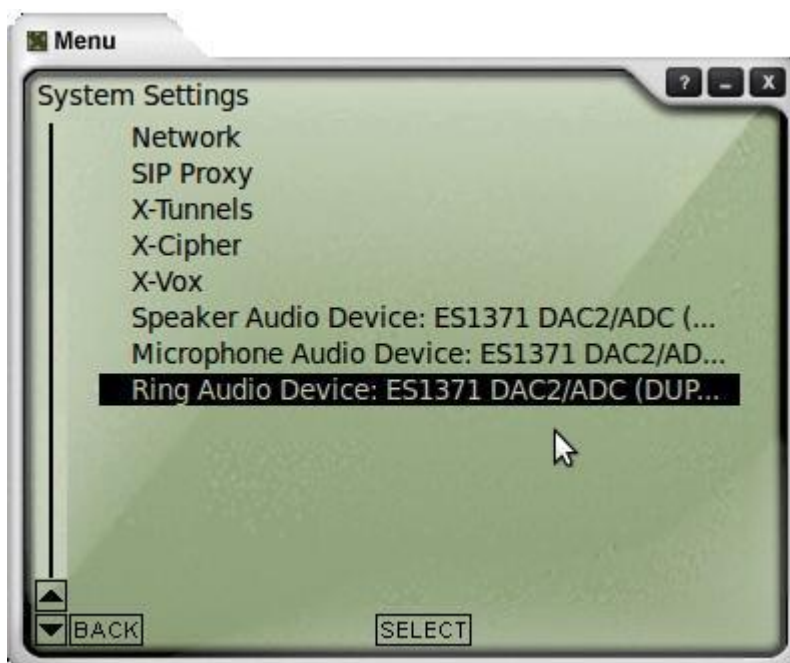 Menu
? – X
System Settings
Network
SIP Proxy
X-Tunnels
X-Cipher
X-Vox
Speaker Audio Device: ES1371 DAC2/ADC (...
Microphone Audio Device: ES1371 DAC2/AD...
Ring Audio Device: ES1371 DAC2/ADC (DUP...
BACK SELECT